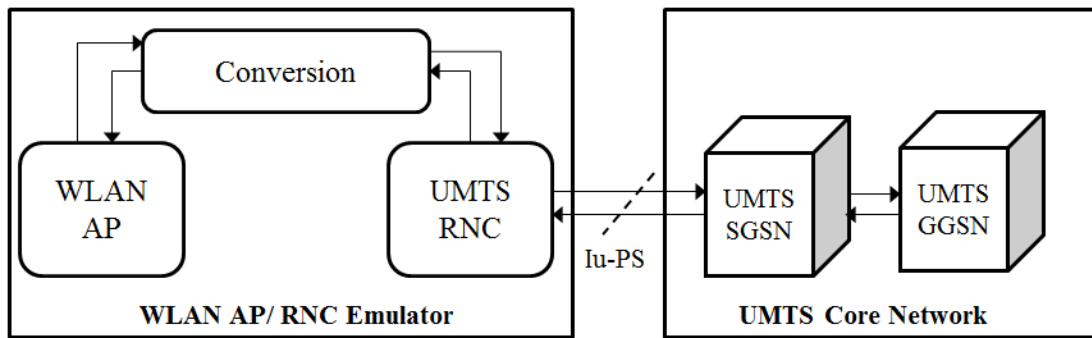 Conversion
WLAN
AP
UMTS
RNC
Iu-PS
UMTS
SGSN
UMTS
GGSN
WLAN AP/ RNC Emulator
UMTS Core Network